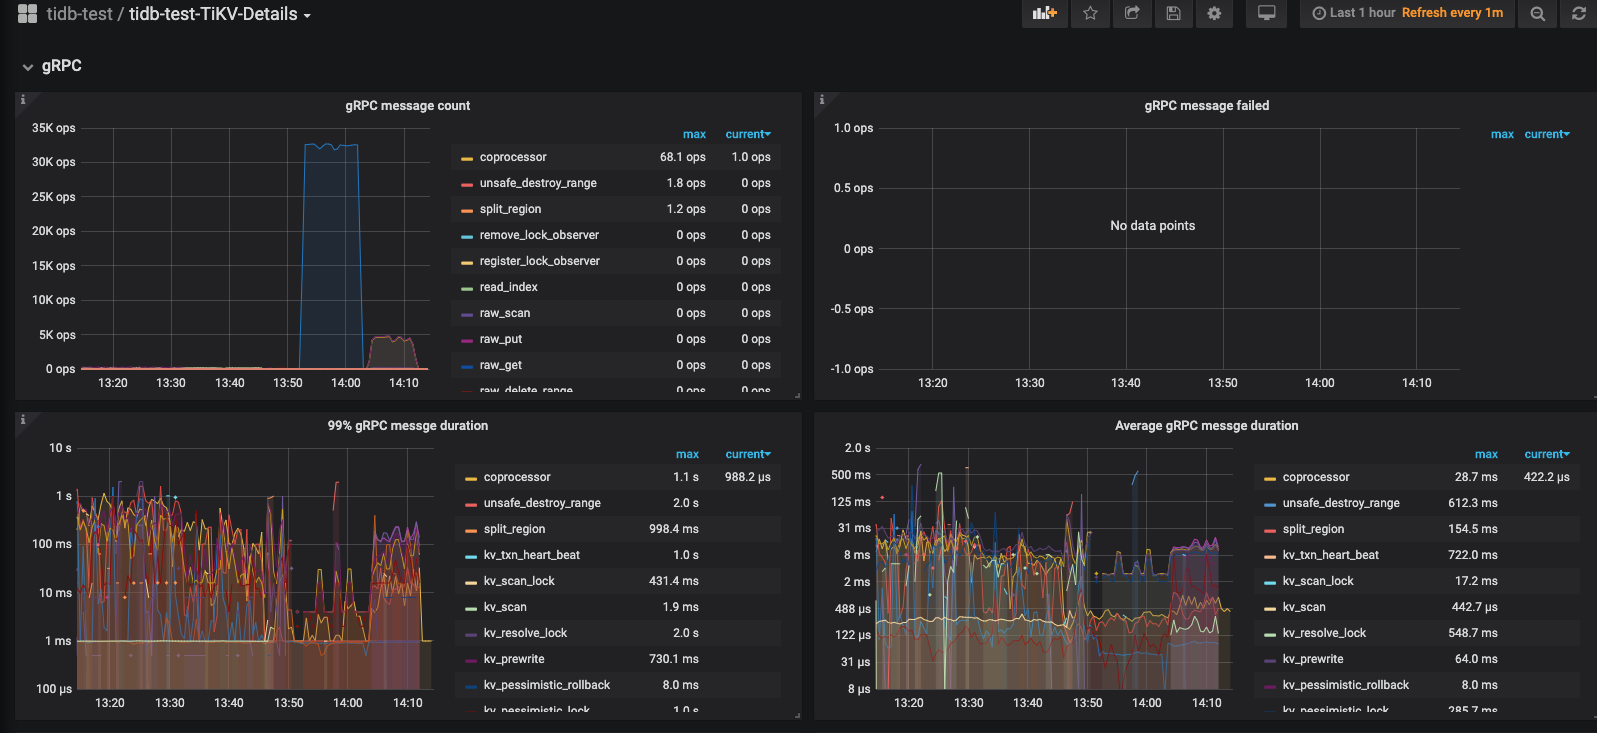 tidb-test / tidb-test-TiKV-Details
Last 1 hour Refresh every 1m
gRPC
gRPC message count
35K ops
30K ops
25K ops
20K ops
15K ops
10K ops
5K ops
0 ops
13:20 13:30 13:40 13:50 14:00 14:10
max current
coprocessor 68.1 ops 1.0 ops
unsafe_destroy_range 1.8 ops 0 ops
split_region 1.2 ops 0 ops
remove_lock_observer 0 ops 0 ops
register_lock_observer 0 ops 0 ops
read_index 0 ops 0 ops
raw_scan 0 ops 0 ops
raw_put 0 ops 0 ops
raw_get 0 ops 0 ops
raw_delete_range 0 ops 0 ops
gRPC message failed
1.0 ops
0.5 ops
0 ops
-0.5 ops
-1.0 ops
No data points
13:20 13:30 13:40 13:50 14:00 14:10
max current
99% gRPC messge duration
10 s
1 s
100 ms
10 ms
1 ms
100 µs
13:20 13:30 13:40 13:50 14:00 14:10
max current
coprocessor 1.1 s 988.2 µs
unsafe_destroy_range 2.0 s
split_region 998.4 ms
kv_txn_heart_beat 1.0 s
kv_scan_lock 431.4 ms
kv_scan 1.9 ms
kv_resolve_lock 2.0 s
kv_prewrite 730.1 ms
kv_pessimistic_rollback 8.0 ms
kv_pessimistic_lock 1.0 s
Average gRPC messge duration
2.0 s
500 ms
125 ms
31 ms
8 ms
2 ms
488 µs
122 µs
31 µs
8 µs
13:20 13:30 13:40 13:50 14:00 14:10
max current
coprocessor 28.7 ms 422.2 µs
unsafe_destroy_range 612.3 ms
split_region 154.5 ms
kv_txn_heart_beat 722.0 ms
kv_scan_lock 17.2 ms
kv_scan 442.7 µs
kv_resolve_lock 548.7 ms
kv_prewrite 64.0 ms
kv_pessimistic_rollback 8.0 ms
kv_pessimistic_lock 285.7 ms